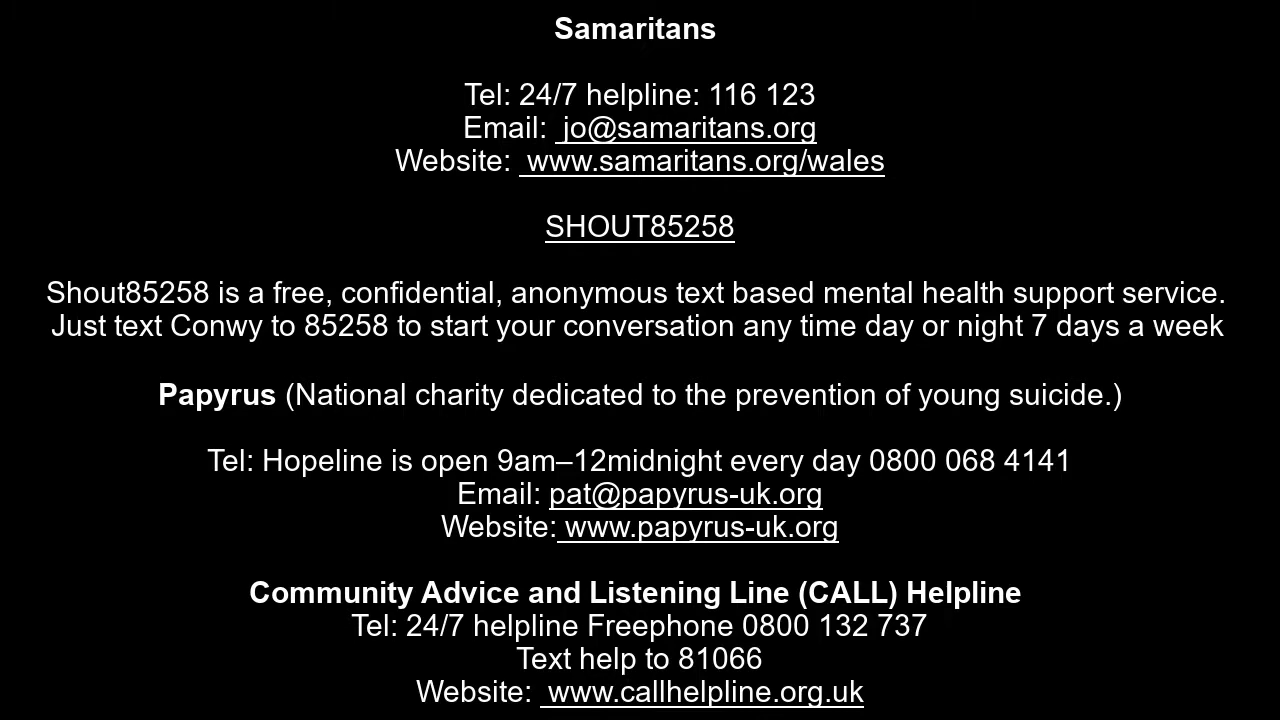 Samaritans
Tel: 24/7 helpline: 116 123
Email: jo@samaritans.org
Website: www.samaritans.org/wales
SHOUT85258
Shout85258 is a free, confidential, anonymous text based mental health support service.
Just text Conwy to 85258 to start your conversation any time day or night 7 days a week
Papyrus (National charity dedicated to the prevention of young suicide.)
Tel: Hopeline is open 9am–12midnight every day 0800 068 4141
Email: pat@papyrus-uk.org
Website: www.papyrus-uk.org
Community Advice and Listening Line (CALL) Helpline
Tel: 24/7 helpline Freephone 0800 132 737
Text help to 81066
Website: www.callhelpline.org.uk